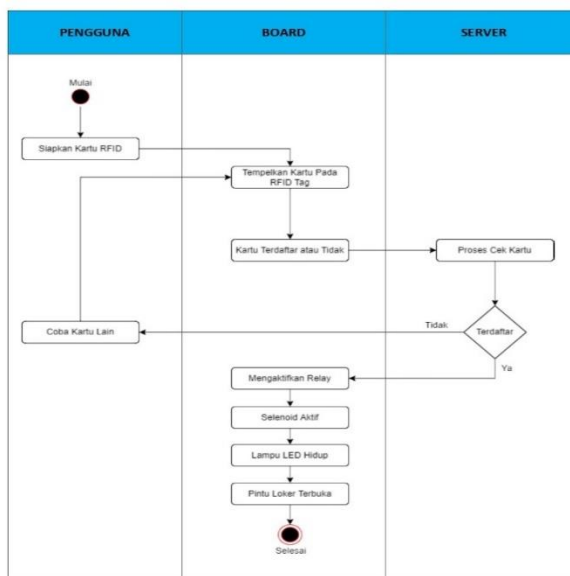 PENGGUNA
BOARD
SERVER
Mulai
Siapkan Kartu RFID
Tempelkan Kartu Pada
RFID Tag
Kartu Terdaftar atau Tidak
Proses Cek Kartu
Coba Kartu Lain
Tidak
Terdaftar
Ya
Mengaktifkan Relay
Selenoid Aktif
Lampu LED Hidup
Pintu Loker Terbuka
Selesai